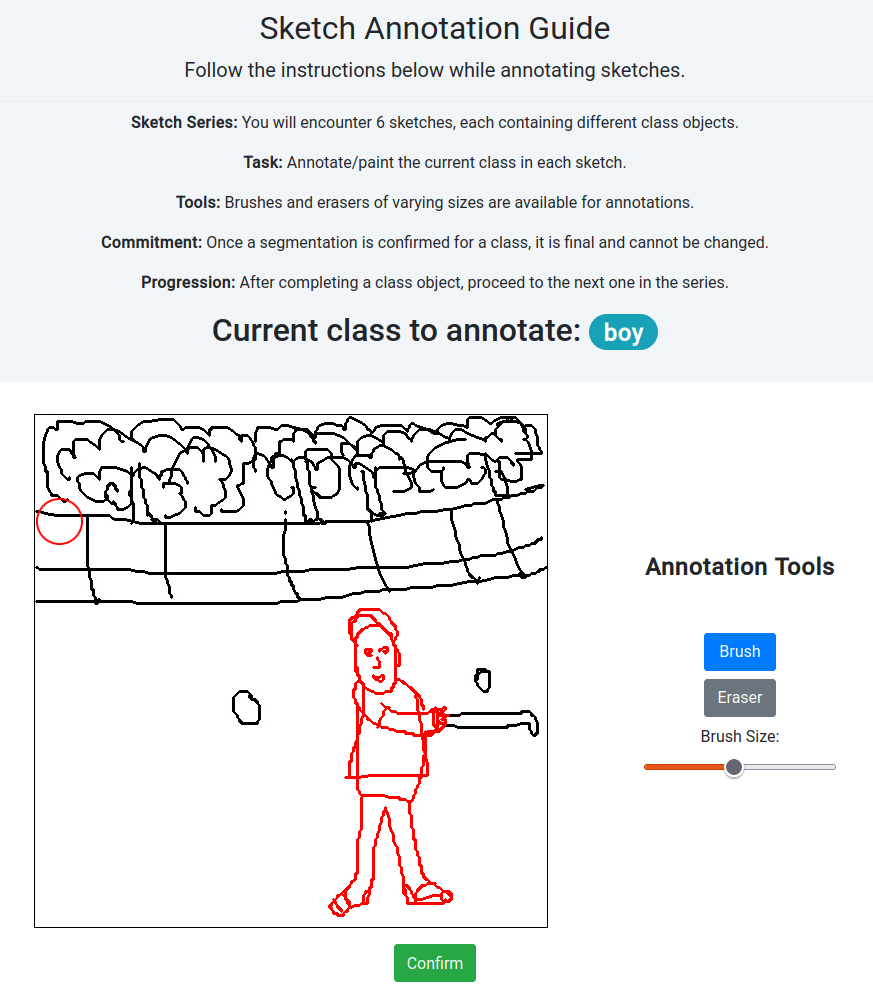 Sketch Annotation Guide
Follow the instructions below while annotating sketches.
Sketch Series: You will encounter 6 sketches, each containing different class objects.
Task: Annotate/paint the current class in each sketch.
Tools: Brushes and erasers of varying sizes are available for annotations.
Commitment: Once a segmentation is confirmed for a class, it is final and cannot be changed.
Progression: After completing a class object, proceed to the next one in the series.
Current class to annotate: boy
Annotation Tools
Brush
Eraser
Brush Size:
Confirm